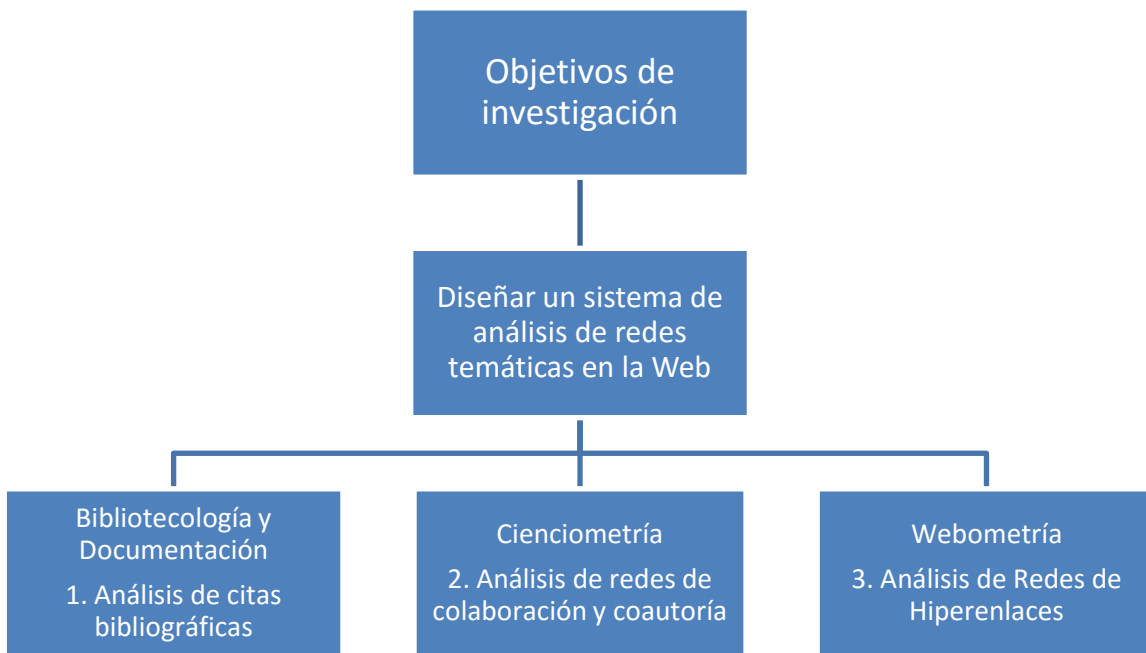 Objetivos de
investigación
Diseñar un sistema de
análisis de redes
temáticas en la Web
Bibliotecología y
Documentación
1. Análisis de citas
bibliográficas
Cienciometría
2. Análisis de redes de
colaboración y coautoría
Webometría
3. Análisis de Redes de
Hiperenlaces